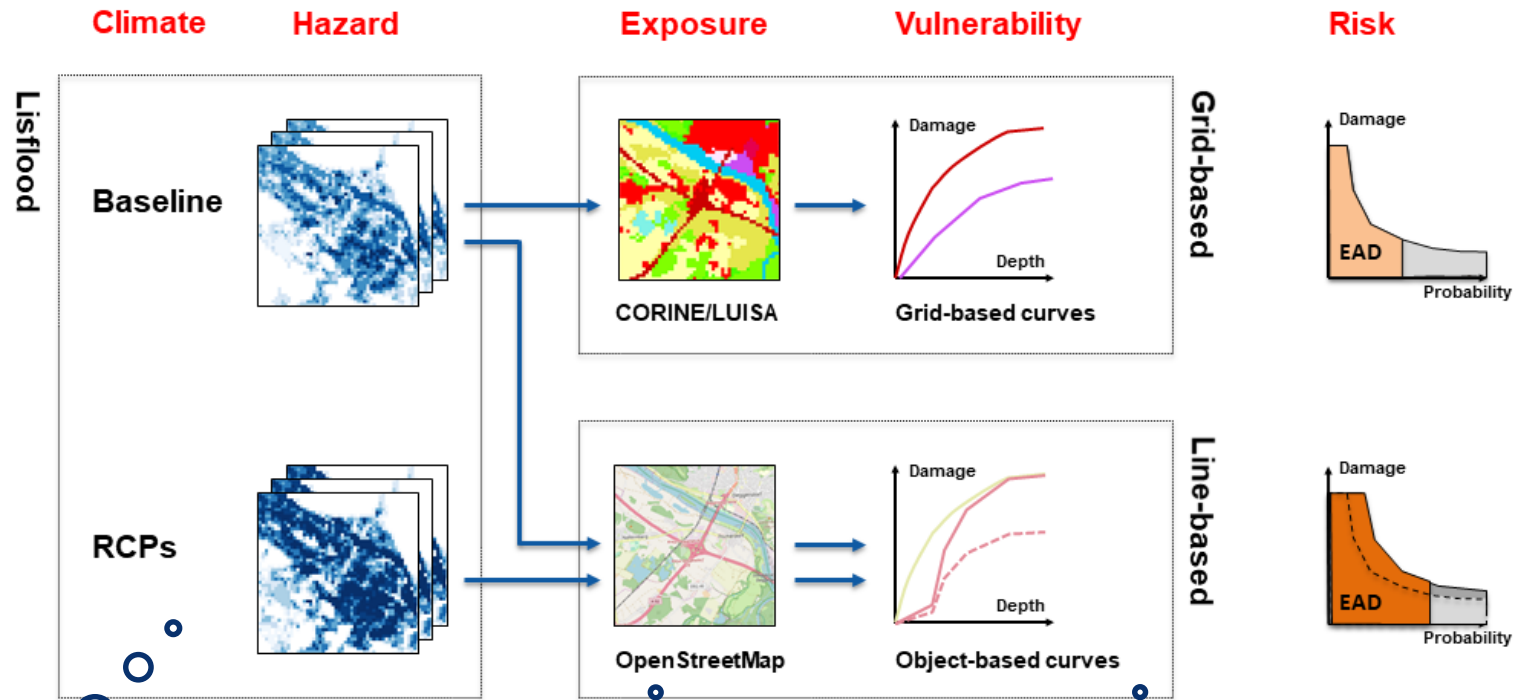 Climate
Hazard
Exposure
Vulnerability
Risk
Lisflood
Baseline
CORINE/LUISA
Damage
Depth
Grid-based curves
Grid-based
Damage
EAD
Probability
RCPs
OpenStreetMap
Damage
Depth
Object-based curves
Line-based
Damage
EAD
Probability